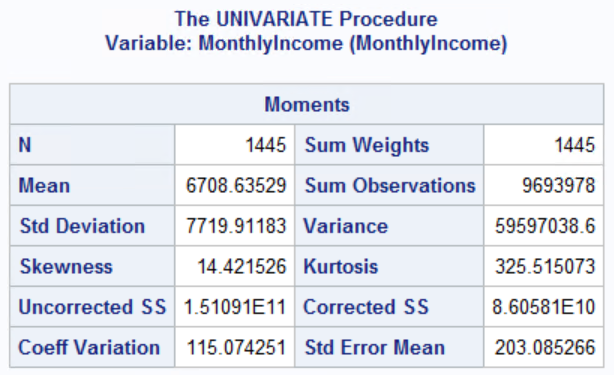 The UNIVARIATE Procedure
Variable: MonthlyIncome (MonthlyIncome)
Moments
N 1445 Sum Weights 1445
Mean 6708.63529 Sum Observations 9693978
Std Deviation 7719.91183 Variance 59597038.6
Skewness 14.421526 Kurtosis 325.515073
Uncorrected SS 1.51091E11 Corrected SS 8.60581E10
Coeff Variation 115.074251 Std Error Mean 203.085266